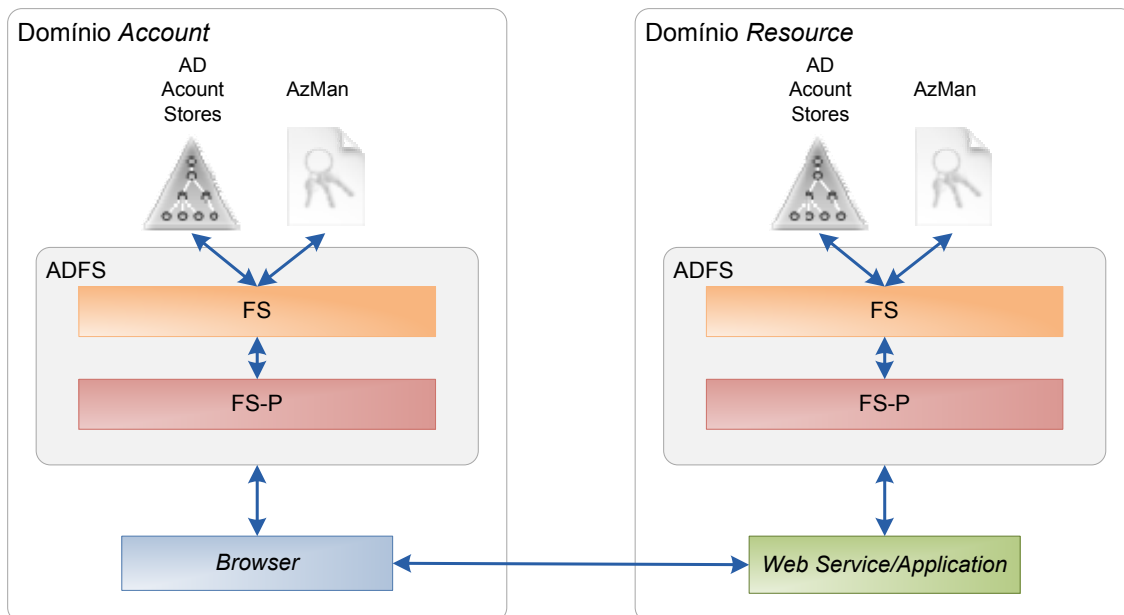 Domínio Account
AD
Acount
Stores
AzMan
ADFS
FS
FS-P
Browser
Domínio Resource
AD
Acount
Stores
AzMan
ADFS
FS
FS-P
Web Service/Application